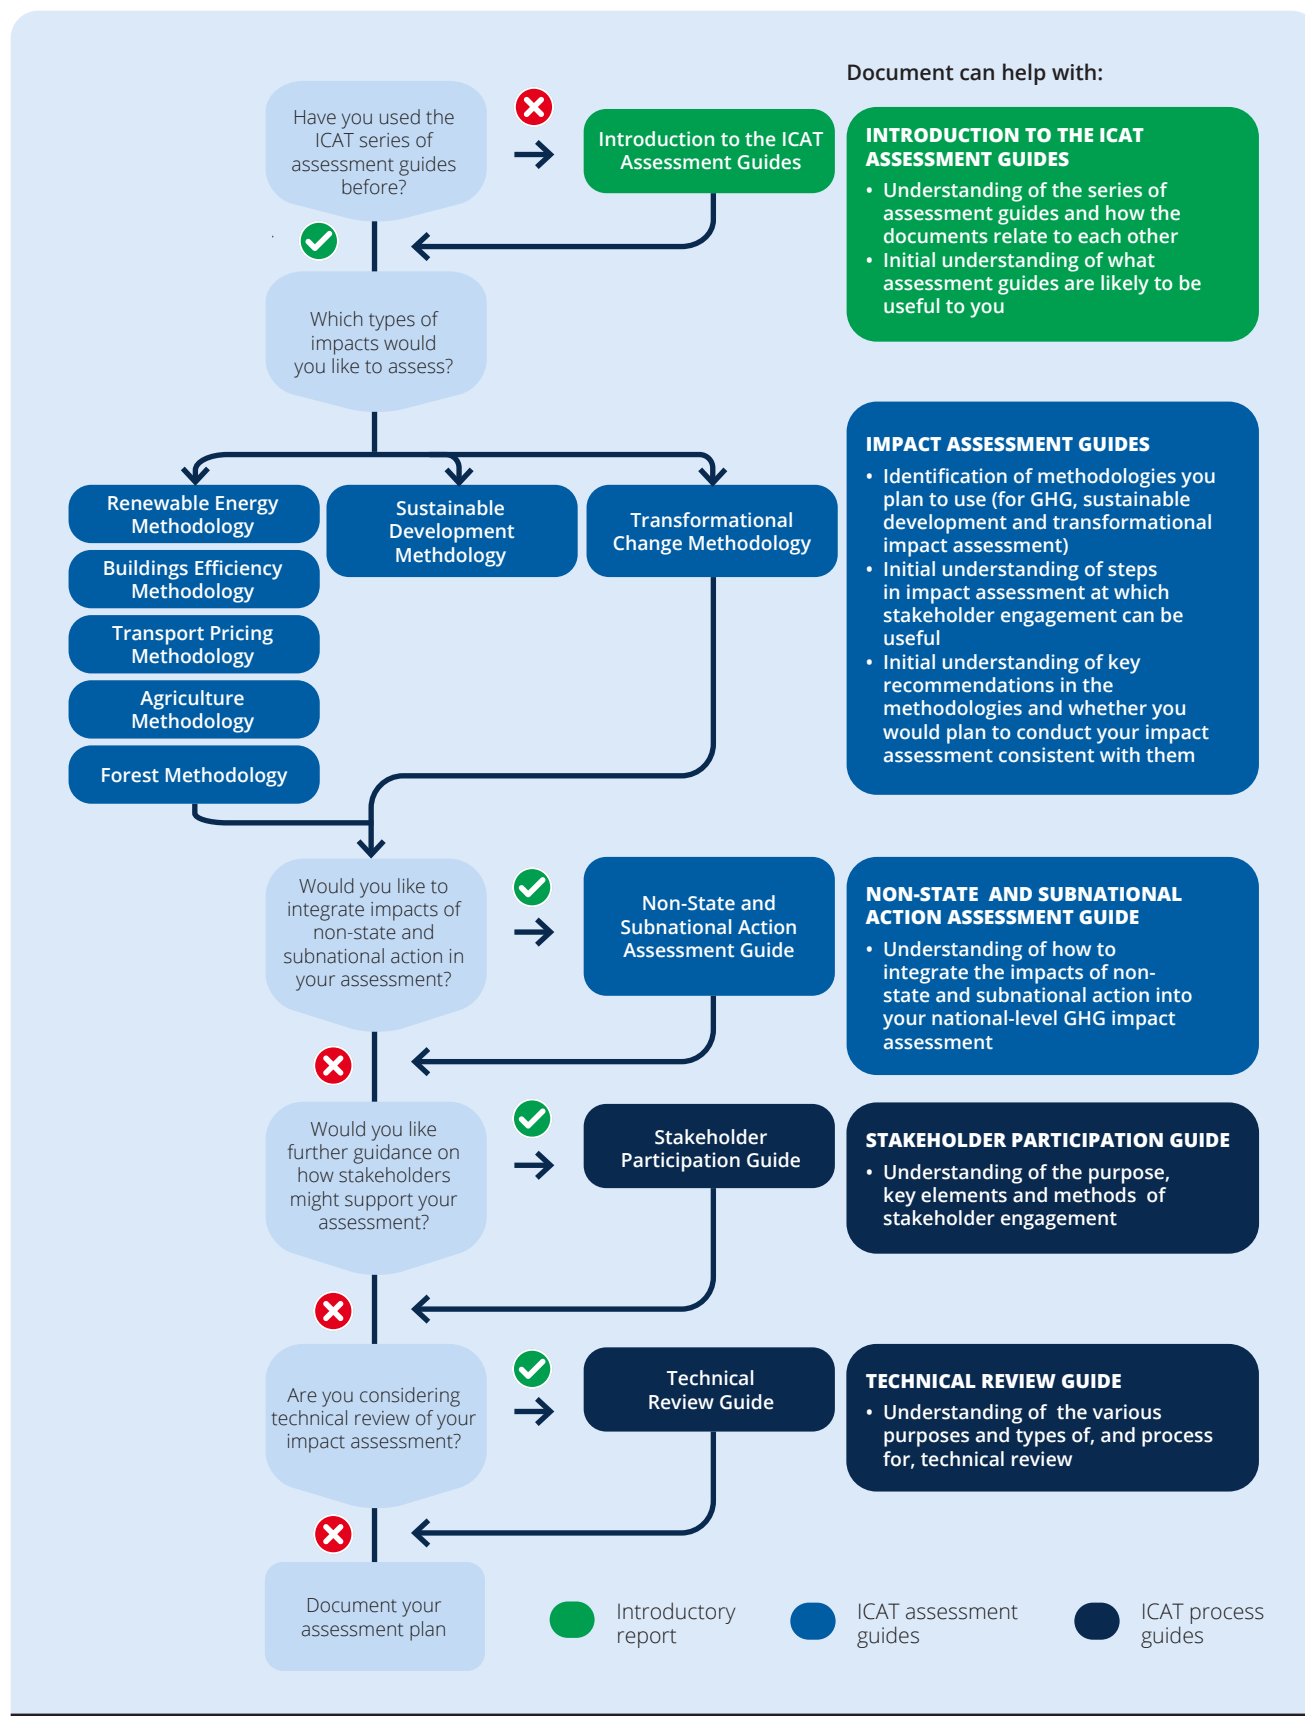 Document can help with:
Have you used the
ICAT series of
assessment guides
before?
Introduction to the ICAT
Assessment Guides
INTRODUCTION TO THE ICAT
ASSESSMENT GUIDES
• Understanding of the series of
assessment guides and how the
documents relate to each other
• Initial understanding of what
assessment guides are likely to be
useful to you
Which types of
impacts would
you like to assess?
Renewable Energy
Methodology
Buildings Efficiency
Methodology
Transport Pricing
Methodology
Agriculture
Methodology
Forest Methodology
Sustainable
Development
Methdology
Transformational
Change Methodology
IMPACT ASSESSMENT GUIDES
• Identification of methodologies you
plan to use (for GHG, sustainable
development and transformational
impact assessment)
• Initial understanding of steps
in impact assessment at which
stakeholder engagement can be
useful
• Initial understanding of key
recommendations in the
methodologies and whether you
would plan to conduct your impact
assessment consistent with them
Would you like to
integrate impacts of
non-state and
subnational action in
your assessment?
Non-State and
Subnational Action
Assessment Guide
NON-STATE AND SUBNATIONAL
ACTION ASSESSMENT GUIDE
• Understanding of how to
integrate the impacts of non-
state and subnational action into
your national-level GHG impact
assessment
Would you like
further guidance on
how stakeholders
might support your
assessment?
Stakeholder
Participation Guide
STAKEHOLDER PARTICIPATION GUIDE
• Understanding of the purpose,
key elements and methods of
stakeholder engagement
Are you considering
technical review of your
impact assessment?
Technical
Review Guide
TECHNICAL REVIEW GUIDE
• Understanding of the various
purposes and types of, and process
for, technical review
Document your
assessment plan
Introductory
report
ICAT assessment
guides
ICAT process
guides